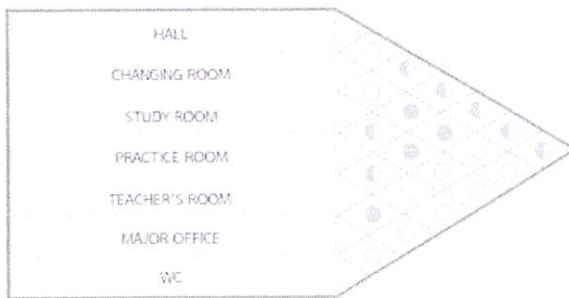 HALL
CHANGING ROOM
STUDY ROOM
PRACTICE ROOM
TEACHER'S ROOM
MAJOR OFFICE
WC